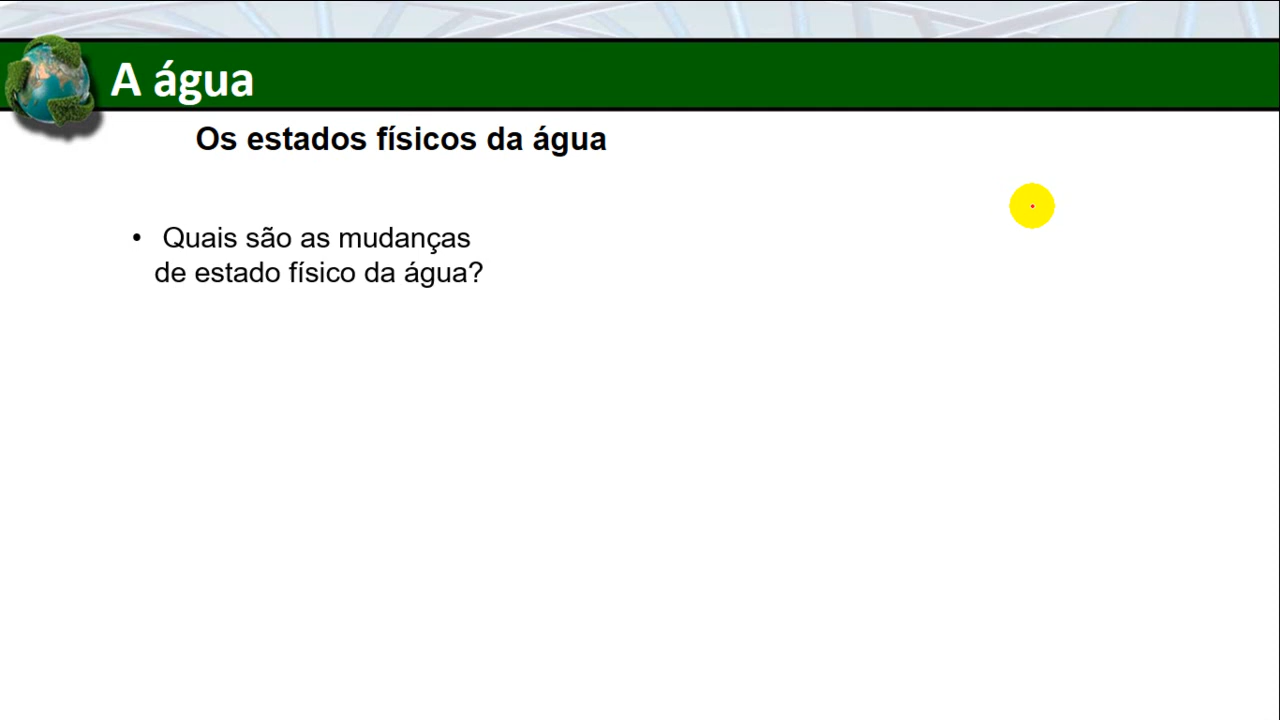 A água
Os estados físicos da água
• Quais são as mudanças
de estado físico da água?